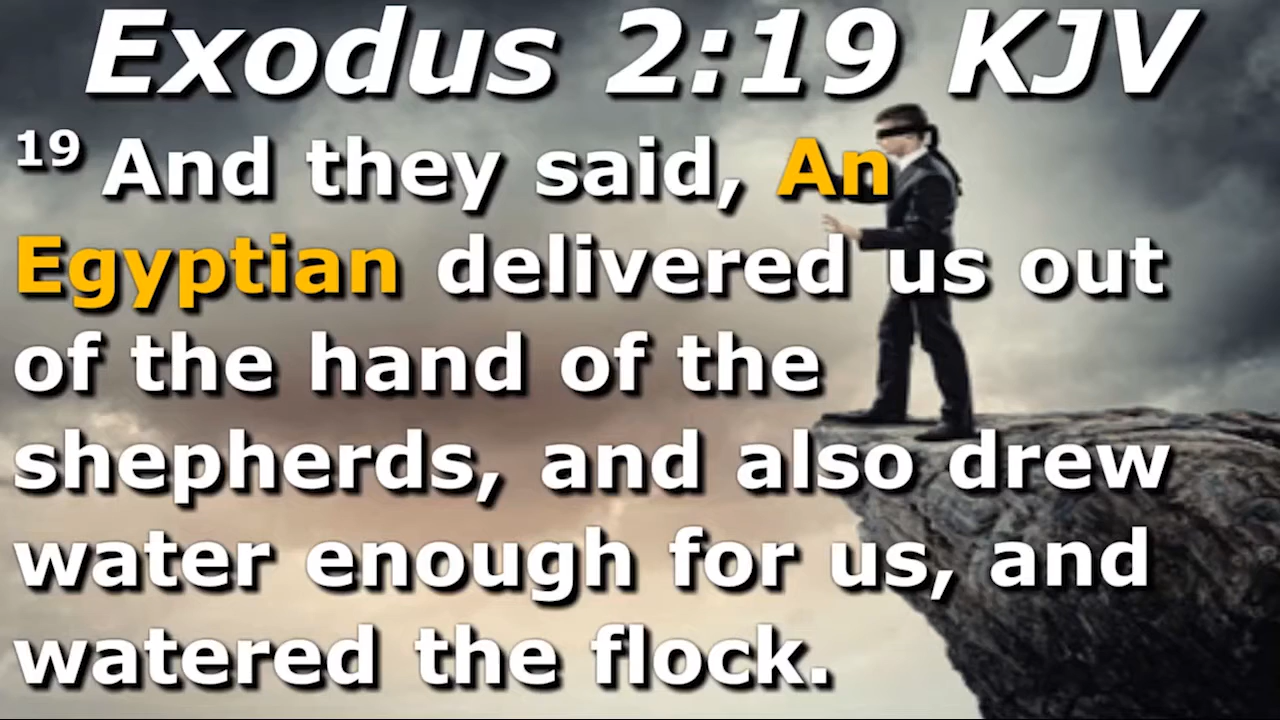 Exodus 2:19 KJV
19 And they said, An
Egyptian delivered us out
of the hand of the
shepherds, and also drew
water enough for us, and
watered the flock.